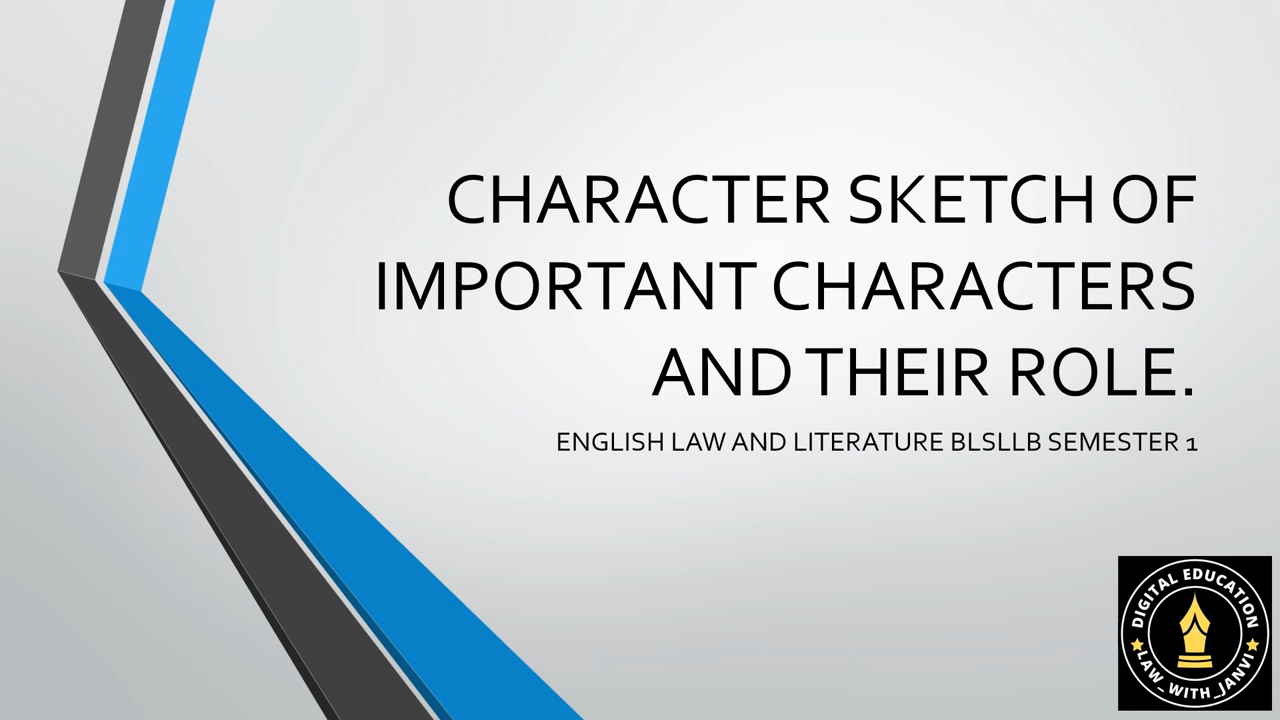 CHARACTER SKETCH OF
IMPORTANT CHARACTERS
AND THEIR ROLE.
ENGLISH LAW AND LITERATURE BLSLLB SEMESTER 1
DIGITAL EDUCATION
LAW_WITH_JANVI